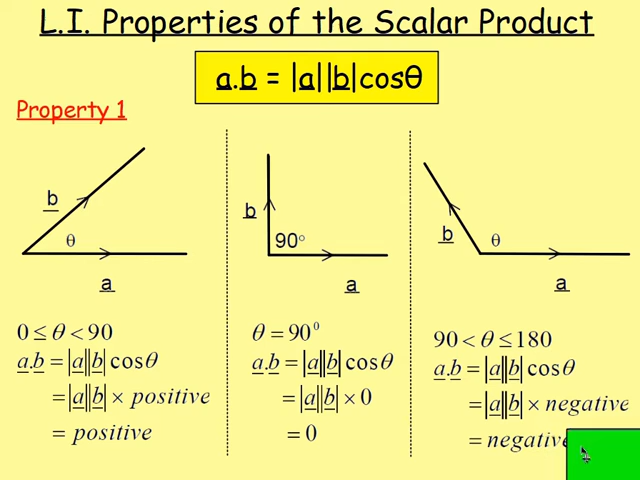 L.I. Properties of the Scalar Product
a.b = |a||b|cosθ
Property 1
b
θ
a
0 ≤ θ < 90
a.b = |a||b| cosθ
= |a||b| × positive
= positive
b
90°
a
θ = 90⁰
a.b = |a||b| cosθ
= |a||b| × 0
= 0
b
θ
a
90 < θ ≤ 180
a.b = |a||b| cosθ
= |a||b| × negative
= negative